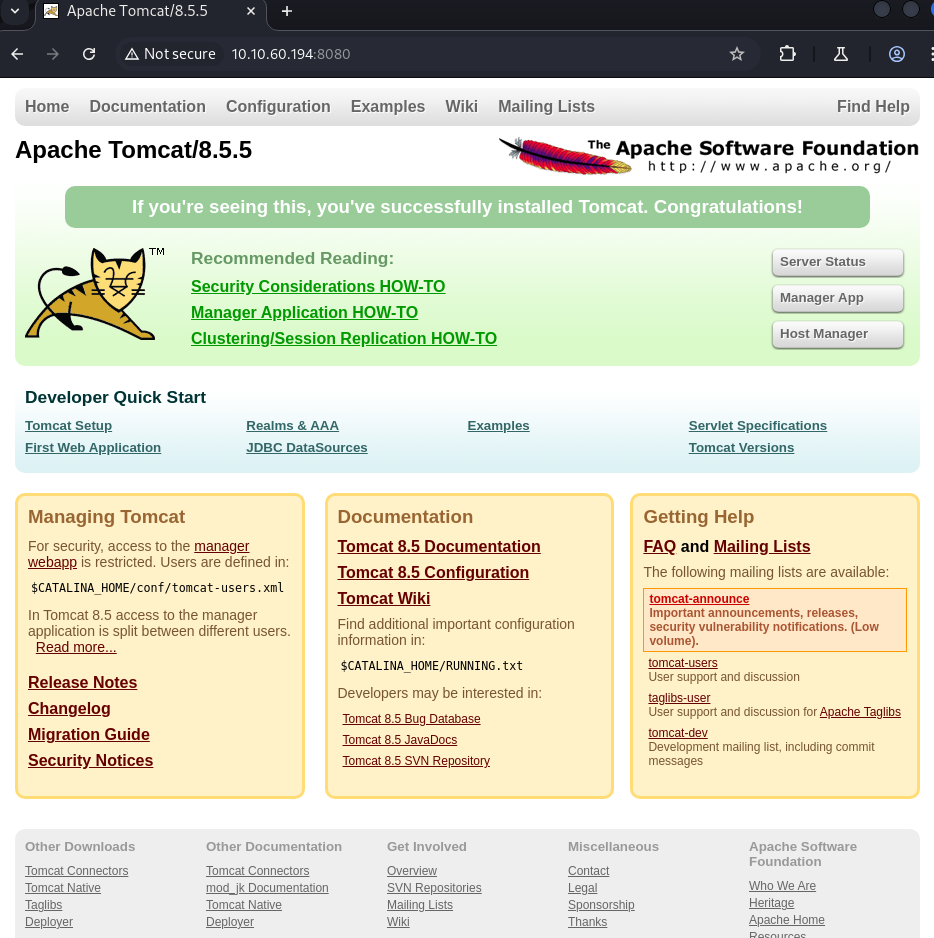 Apache Tomcat/8.5.5
Not secure 10.10.60.194:8080
Home Documentation Configuration Examples Wiki Mailing Lists Find Help
Apache Tomcat/8.5.5
The Apache Software Foundation
http://www.apache.org/
If you're seeing this, you've successfully installed Tomcat. Congratulations!
TM
Recommended Reading:
Security Considerations HOW-TO
Manager Application HOW-TO
Clustering/Session Replication HOW-TO
Server Status
Manager App
Host Manager
Developer Quick Start
Tomcat Setup
First Web Application
Realms & AAA
JDBC DataSources
Examples
Servlet Specifications
Tomcat Versions
Managing Tomcat
For security, access to the manager
webapp is restricted. Users are defined in:
$CATALINA_HOME/conf/tomcat-users.xml
In Tomcat 8.5 access to the manager
application is split between different users.
Read more...
Release Notes
Changelog
Migration Guide
Security Notices
Documentation
Tomcat 8.5 Documentation
Tomcat 8.5 Configuration
Tomcat Wiki
Find additional important configuration
information in:
$CATALINA_HOME/RUNNING.txt
Developers may be interested in:
Tomcat 8.5 Bug Database
Tomcat 8.5 JavaDocs
Tomcat 8.5 SVN Repository
Getting Help
FAQ and Mailing Lists
The following mailing lists are available:
tomcat-announce
Important announcements, releases,
security vulnerability notifications. (Low
volume).
tomcat-users
User support and discussion
taglibs-user
User support and discussion for Apache Taglibs
tomcat-dev
Development mailing list, including commit
messages
Other Downloads
Tomcat Connectors
Tomcat Native
Taglibs
Deployer
Other Documentation
Tomcat Connectors
mod_jk Documentation
Tomcat Native
Deployer
Get Involved
Overview
SVN Repositories
Mailing Lists
Wiki
Miscellaneous
Contact
Legal
Sponsorship
Thanks
Apache Software
Foundation
Who We Are
Heritage
Apache Home
Resources